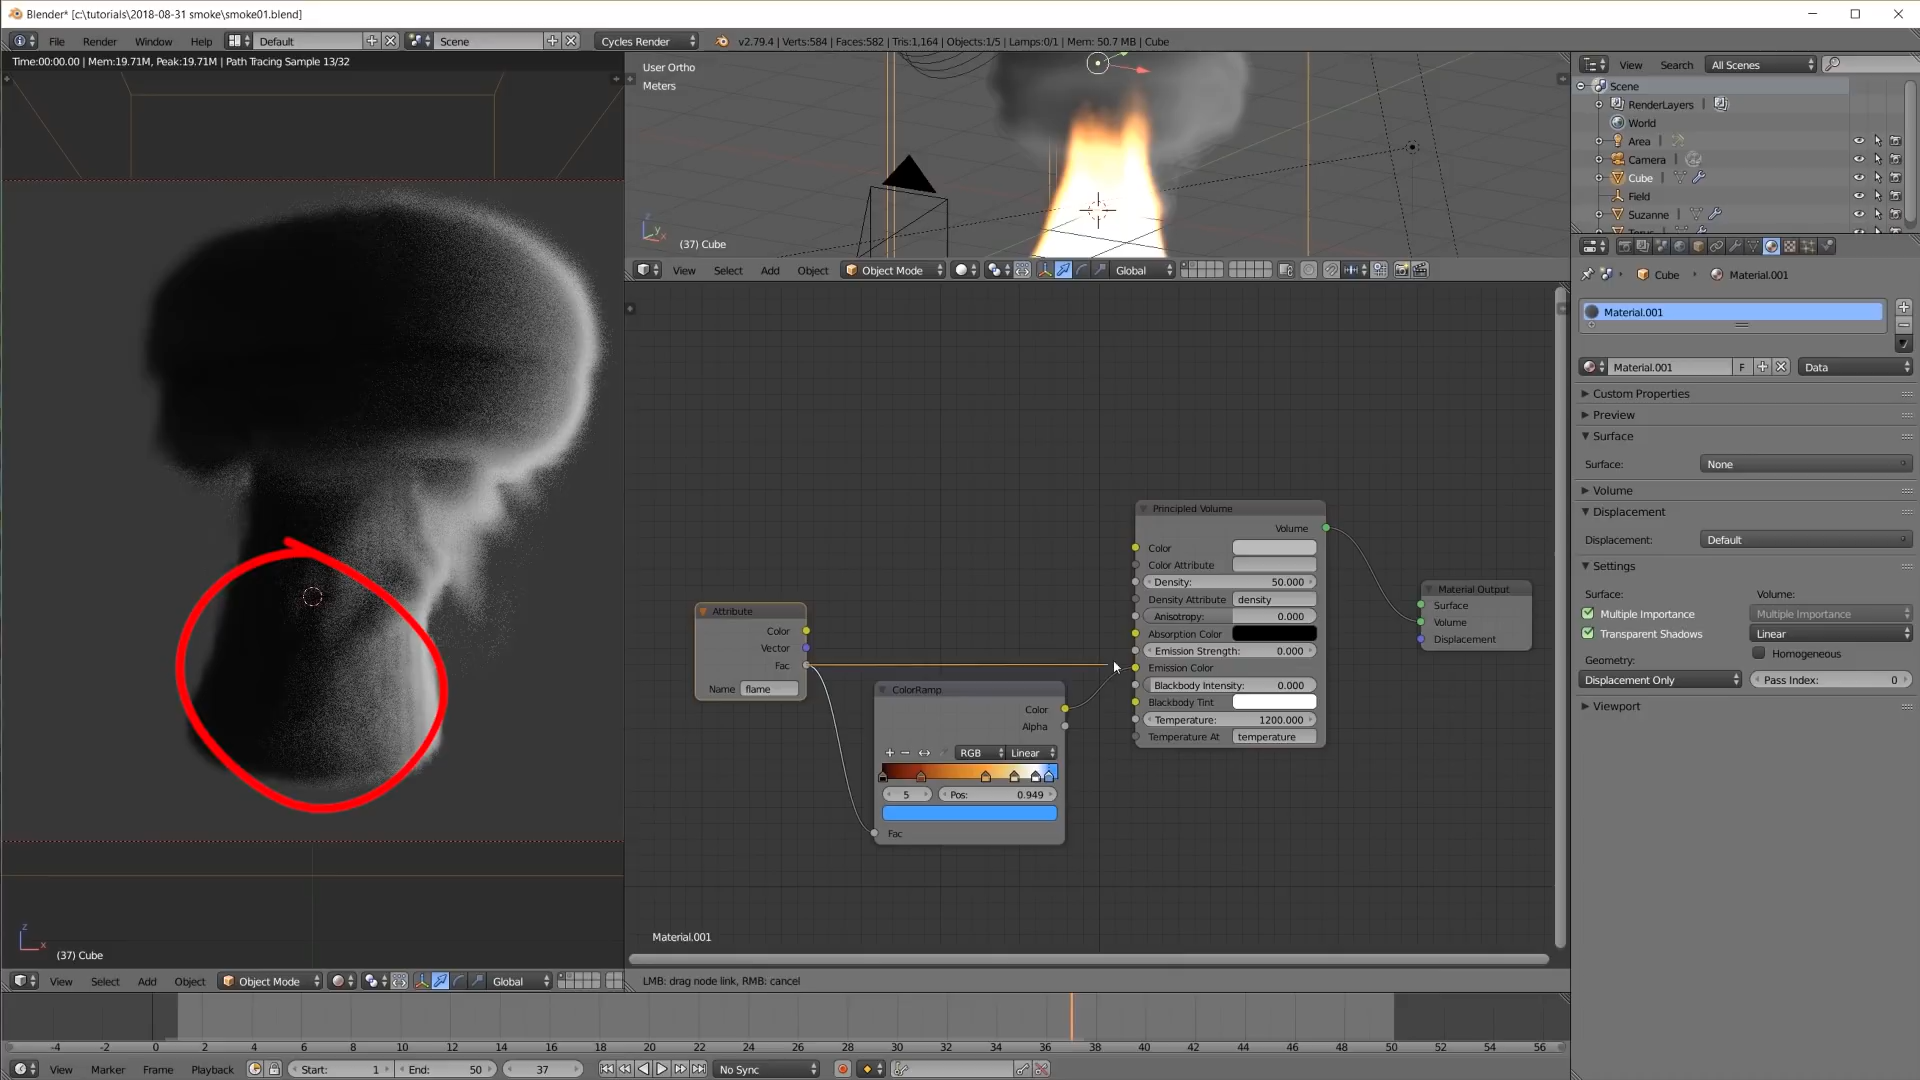 Blender* [c:\tutorials\2018-08-31 smoke\smoke01.blend]
File Render Window Help Default Scene Cycles Render v2.79.4 | Verts:584 | Faces:582 | Tris:1,164 | Objects:1/5 | Lamps:0/1 | Mem: 50.7 MB | Cube
Time:00:00.00 | Mem:19.71M, Peak:19.71M | Path Tracing Sample 13/32
User Ortho
Meters
(37) Cube
View Select Add Object Object Mode Global
View Search All Scenes
Scene
RenderLayers
World
Area
Camera
Cube
Field
Suzanne
Cube Material.001
Material.001
Material.001 F Data
Custom Properties
Preview
Surface
Surface: None
Volume
Displacement
Displacement: Default
Settings
Surface: Volume:
Multiple Importance Multiple Importance
Transparent Shadows Linear
Homogeneous
Geometry:
Displacement Only Pass Index: 0
Viewport
Attribute
Color
Vector
Fac
Name flame
ColorRamp
Color
Alpha
RGB Linear
5 Pos: 0.949
Fac
Principled Volume
Volume
Color
Color Attribute
Density: 50.000
Density Attribute density
Anisotropy: 0.000
Absorption Color
Emission Strength: 0.000
Emission Color
Blackbody Intensity: 0.000
Blackbody Tint
Temperature: 1200.000
Temperature At temperature
Material Output
Surface
Volume
Displacement
Material.001
z
x
(37) Cube
View Select Add Object Object Mode Global
LMB: drag node link, RMB: cancel
-4 -2 0 2 4 6 8 10 12 14 16 18 20 22 24 26 28 30 32 34 36 38 40 42 44 46 48 50 52 54 56
View Marker Frame Playback Start: 1 End: 50 37 No Sync